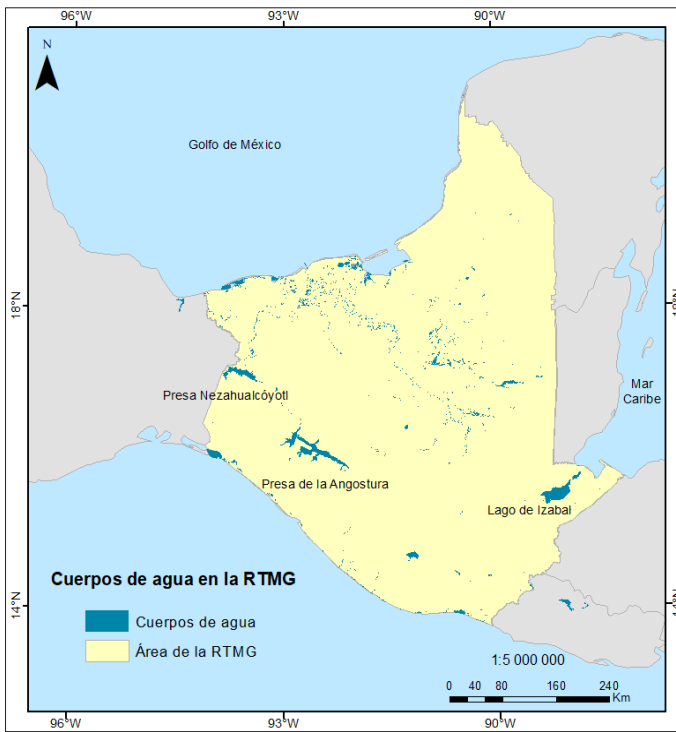 96°W 93°W 90°W
N
Golfo de México
18°N 18°N
Mar
Caribe
Presa Nezahualcóyotl
Presa de la Angostura
Lago de Izabal
Cuerpos de agua en la RTMG
14°N 14°N
Cuerpos de agua
Área de la RTMG
1:5 000 000
0 40 80 160 240
Km
96°W 93°W 90°W